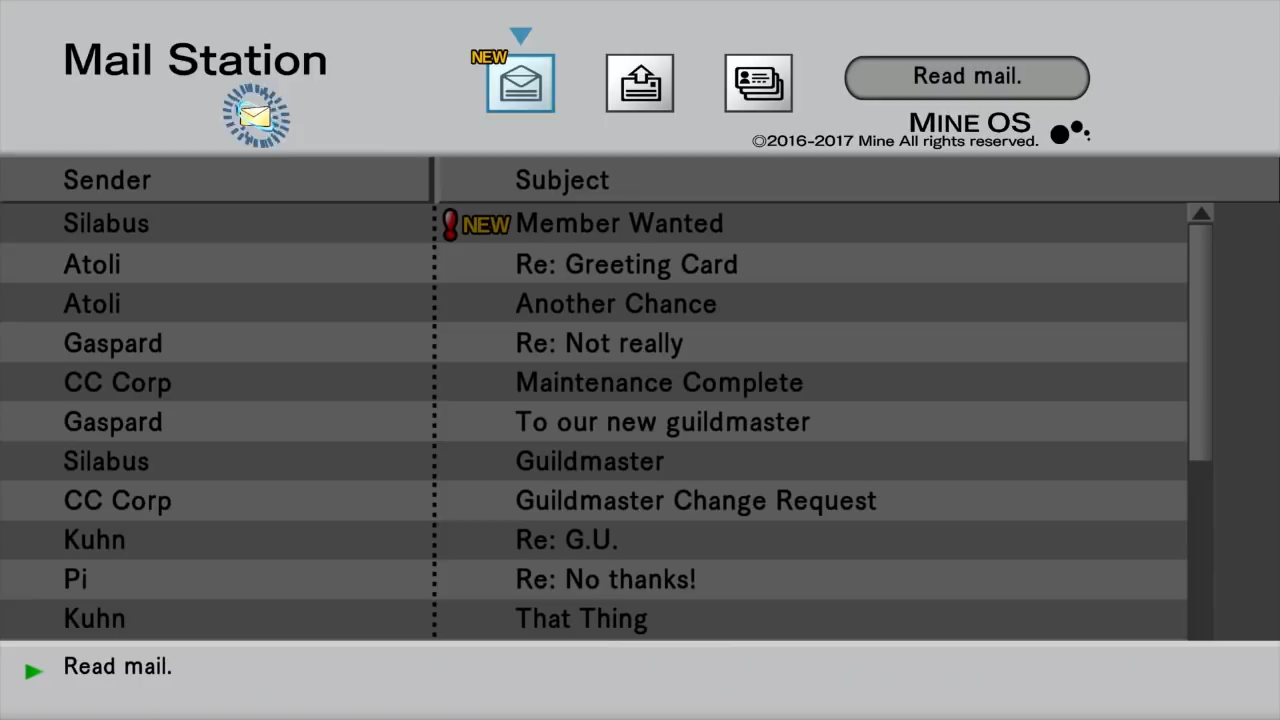 Mail Station
NEW
Read mail.
MINE OS
©2016-2017 Mine All rights reserved.
Sender Subject
Silabus NEW Member Wanted
Atoli Re: Greeting Card
Atoli Another Chance
Gaspard Re: Not really
CC Corp Maintenance Complete
Gaspard To our new guildmaster
Silabus Guildmaster
CC Corp Guildmaster Change Request
Kuhn Re: G.U.
Pi Re: No thanks!
Kuhn That Thing
Read mail.